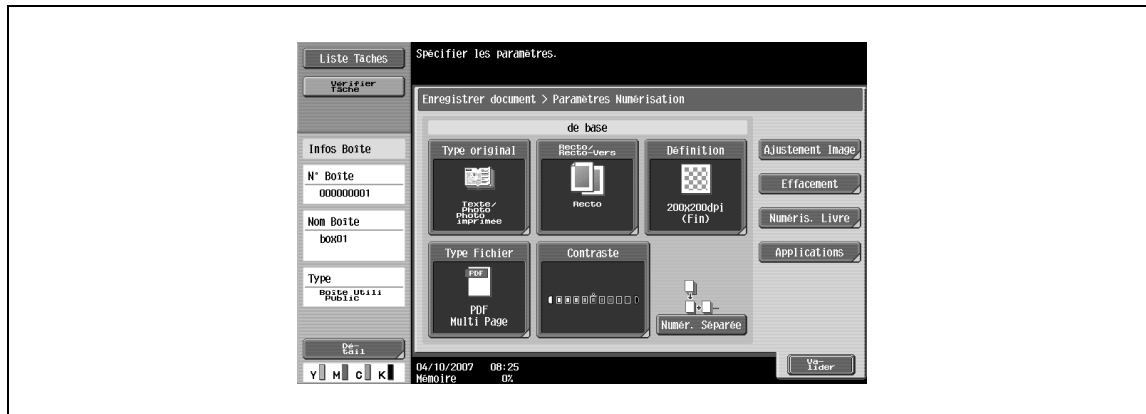 Liste Tâches
Vérifier
Tâche
Spécifier les paramètres.
Enregistrer document > Paramètres Numérisation
de base
Infos Boîte
N° Boîte
000000001
Nom Boîte
box01
Type
Boîte Utili
Public
Dé-
tail
Y M C K
Type original
Texte/
Photo
Photo
imprimée
Recto/
Recto-Vers
Recto
Définition
200x200dpi
(Fin)
Type Fichier
PDF
PDF
Multi Page
Contraste
Numér. Séparée
Ajustement Image
Effacement
Numéris. Livre
Applications
04/10/2007 08:25
Mémoire 0%
Va-
lider